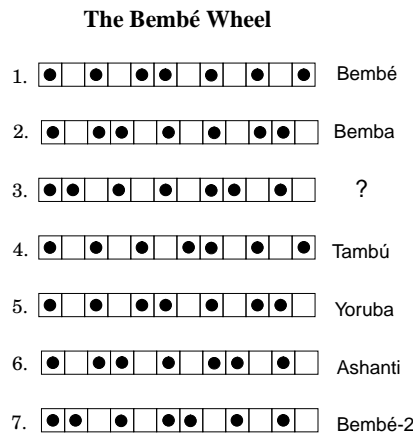 The Bembé Wheel
1. Bembé
2. Bemba
3. ?
4. Tambú
5. Yoruba
6. Ashanti
7. Bembé-2